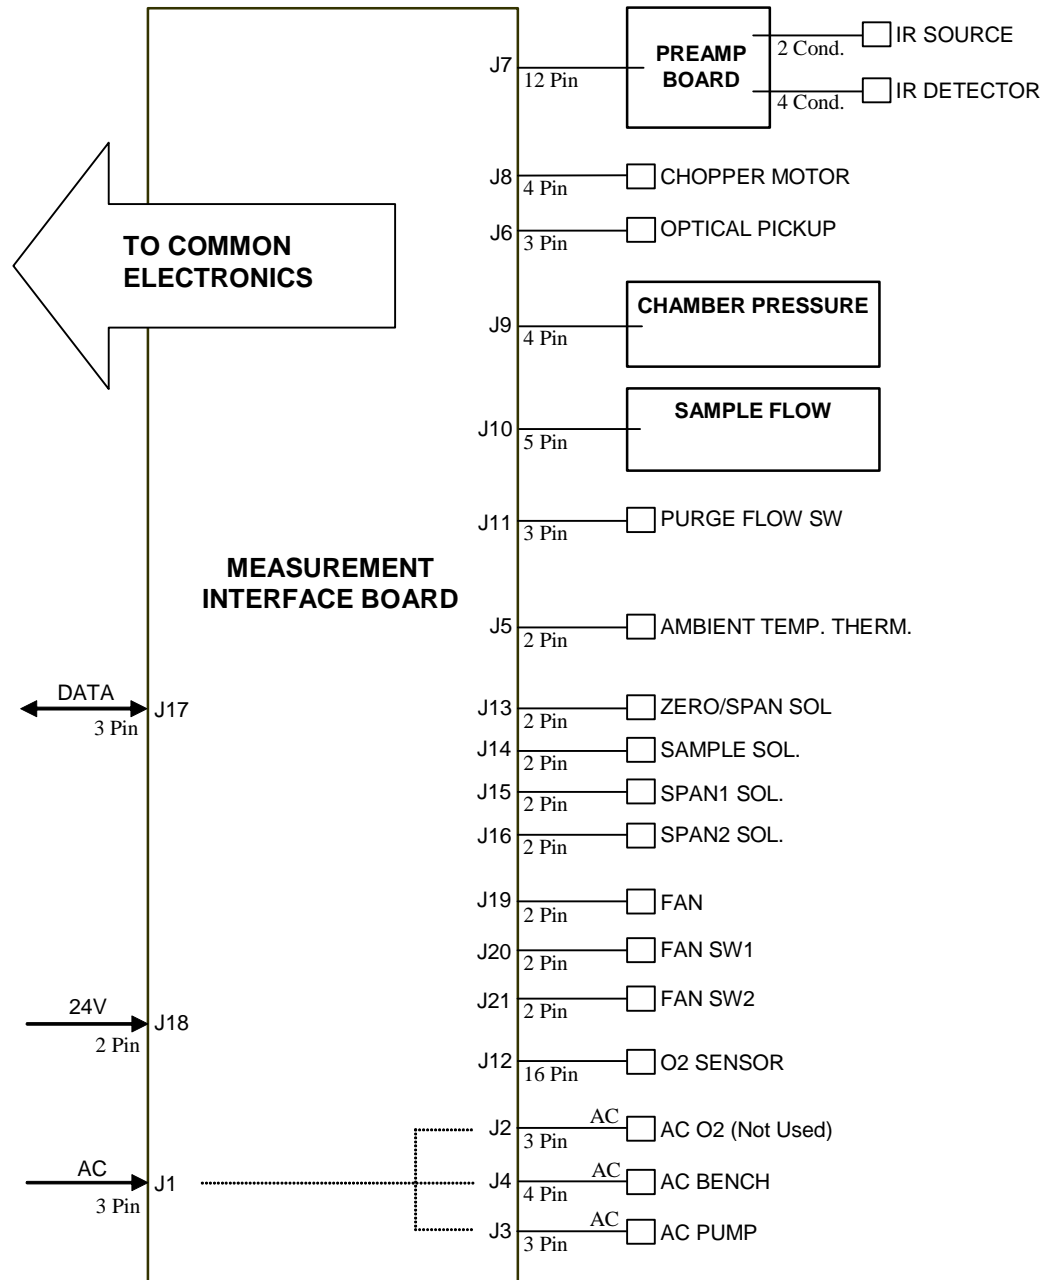 J7
12 Pin
PREAMP
BOARD
2 Cond.
IR SOURCE
4 Cond.
IR DETECTOR
J8
4 Pin
CHOPPER MOTOR
J6
3 Pin
OPTICAL PICKUP
TO COMMON
ELECTRONICS
J9
4 Pin
CHAMBER PRESSURE
J10
5 Pin
SAMPLE FLOW
J11
3 Pin
PURGE FLOW SW
MEASUREMENT
INTERFACE BOARD
J5
2 Pin
AMBIENT TEMP. THERM.
DATA
3 Pin
J17
J13
2 Pin
ZERO/SPAN SOL
J14
2 Pin
SAMPLE SOL.
J15
2 Pin
SPAN1 SOL.
J16
2 Pin
SPAN2 SOL.
J19
2 Pin
FAN
J20
2 Pin
FAN SW1
J21
2 Pin
FAN SW2
24V
2 Pin
J18
J12
16 Pin
O2 SENSOR
J2
3 Pin
AC
AC O2 (Not Used)
AC
3 Pin
J1
J4
4 Pin
AC
AC BENCH
J3
3 Pin
AC
AC PUMP